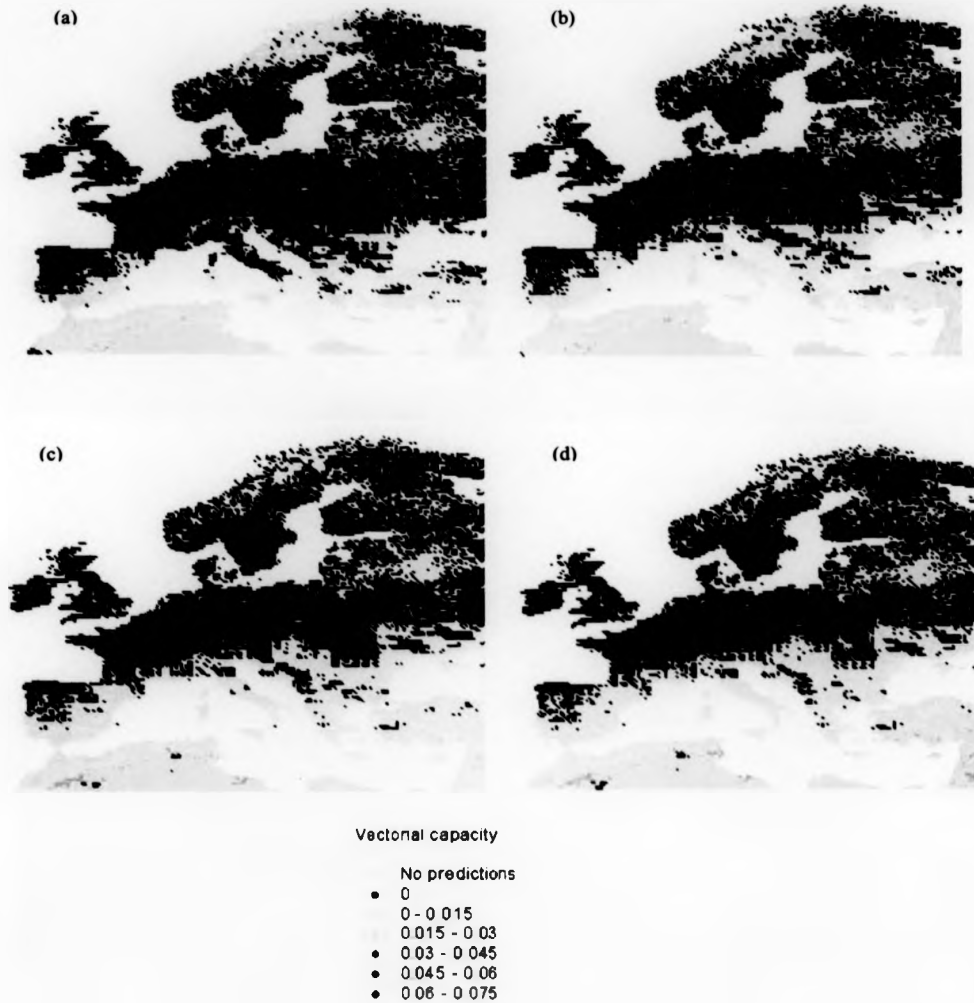 (a)
(b)
(c)
(d)
Vectorial capacity
No predictions
0
0 - 0 015
0 015 - 0 03
0 03 - 0 045
0 045 - 0 06
0 06 - 0 075